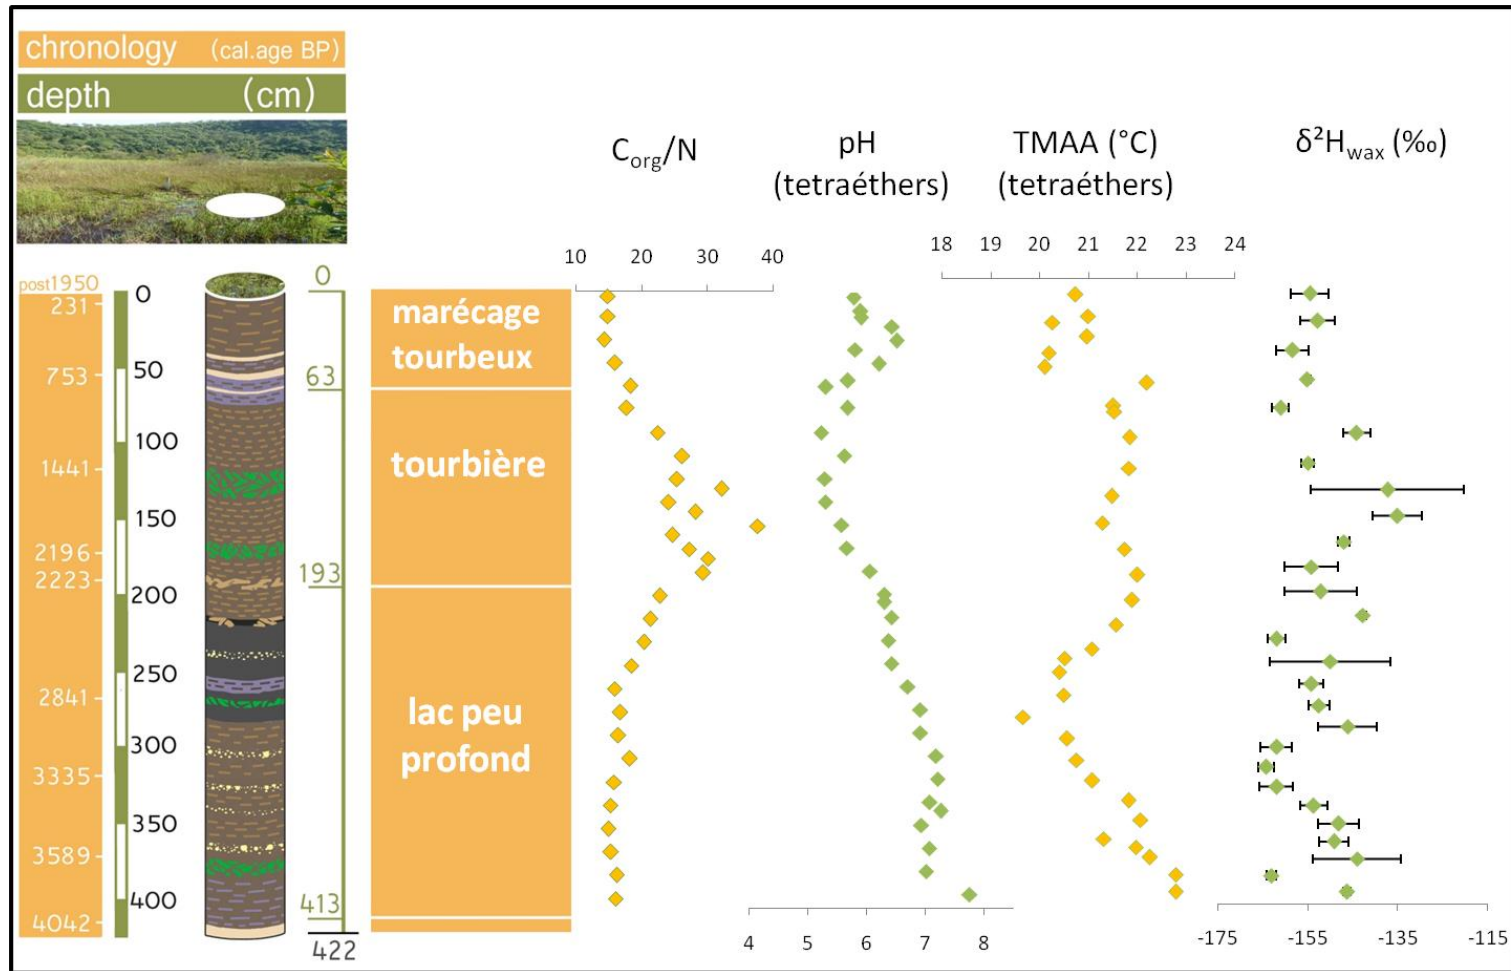 chronology (cal.age BP)
depth (cm)
C_org/N
pH
(tetraéthers)
TMAA (°C)
(tetraéthers)
δ²H_wax (‰)
10 20 30 40
18 19 20 21 22 23 24
post1950
231
753
1441
2196
2223
2841
3335
3589
4042
0
50
100
150
200
250
300
350
400
0
63
193
413
422
marécage
tourbeux
tourbière
lac peu
profond
4 5 6 7 8
-175 -155 -135 -115